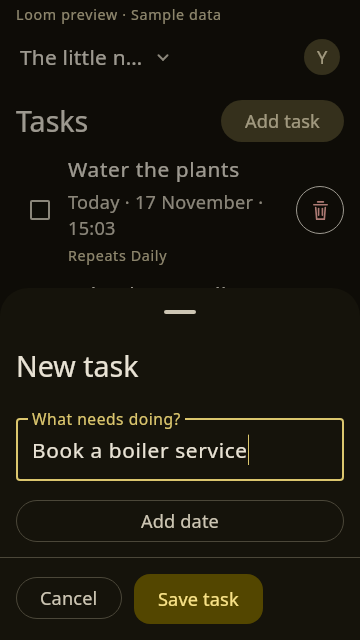 Loom preview · Sample data
The little n...
Y
Tasks
Add task
Water the plants
Today · 17 November ·
15:03
Repeats Daily
New task
What needs doing?
Book a boiler service
Add date
Cancel
Save task